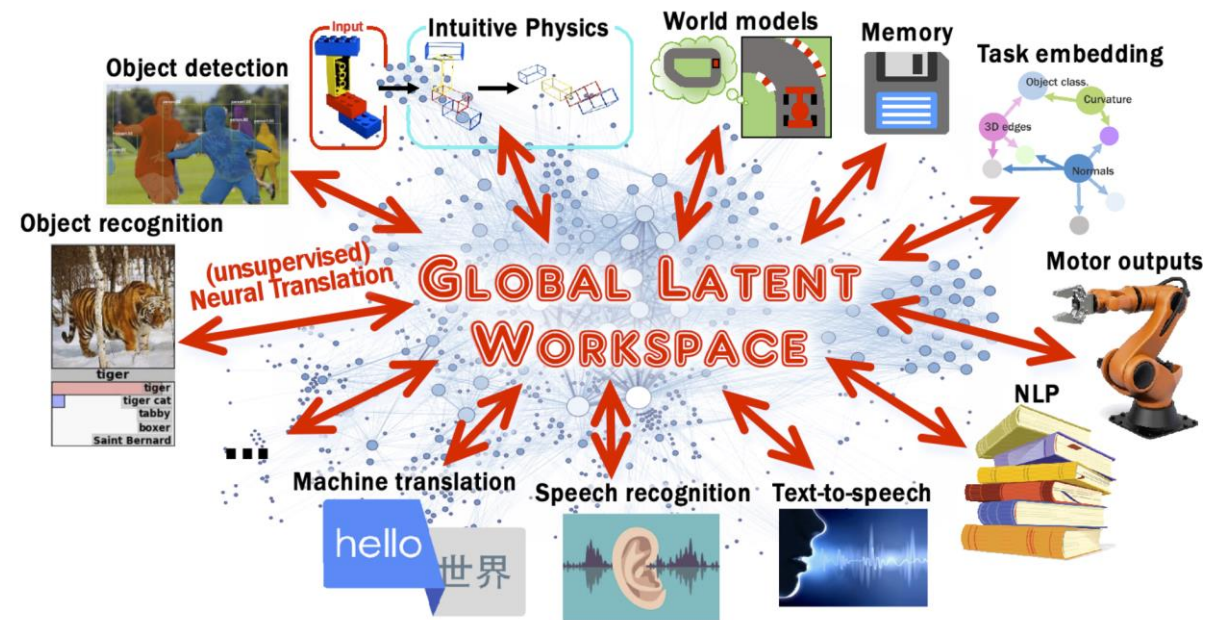 Input
Intuitive Physics
World models
Memory
Task embedding
Object detection
Object class.
Curvature
3D edges
Normals
Object recognition
(unsupervised)
Neural Translation
GLOBAL LATENT
WORKSPACE
Motor outputs
tiger
tiger
tiger cat
tabby
boxer
Saint Bernard
NLP
...
Machine translation
Speech recognition
Text-to-speech
hello
世界